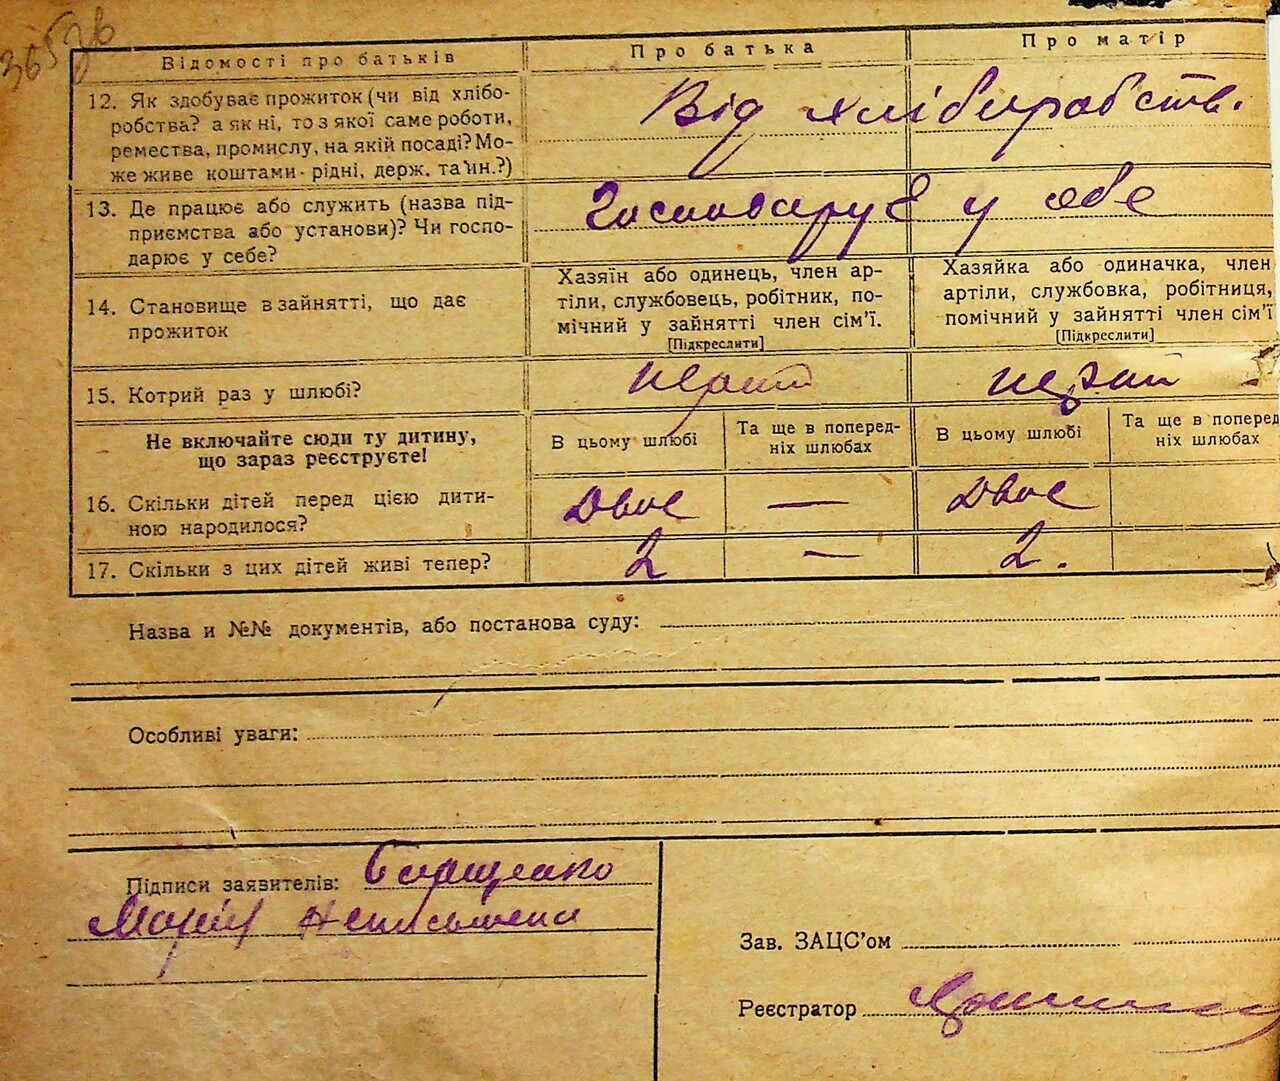 Відомості про батьків
Про батька
Про матір
12. Як здобуває прожиток (чи від хлібо-
робства? а як ні, то з якої саме роботи,
ремества, промислу, на якій посаді? Мо-
же живе коштами рідні, держ. та ин.?)
Від хліборобств.
13. Де працює або служить (назва під-
приємства або установи)? Чи госпо-
дарює у себе?
Господарує у себе
14. Становище в зайнятті, що дає
прожиток
Хазяїн або одинець, член ар-
тіли, службовець, робітник, по-
мічний у зайнятті член сім'ї.
[Підкреслити]
Хазяйка або одиначка, член
артіли, службовка, робітниця,
помічний у зайнятті член сім'ї
[Підкреслити]
15. Котрий раз у шлюбі?
перший
перший
Не включайте сюди ту дитину,
що зараз реєструєте!
В цьому шлюбі
Та ще в поперед-
ніх шлюбах
В цьому шлюбі
Та ще в поперед
ніх шлюбах
16. Скільки дітей перед цією дити-
ною народилося?
Двоє
—
Двоє
17. Скільки з цих дітей живі тепер?
2
—
2.
Назва и №№ документів, або постанова суду:
Особливі уваги:
Підписи заявителів:
Марія Неписьмена
Зав. ЗАЦС'ом
Реєстратор